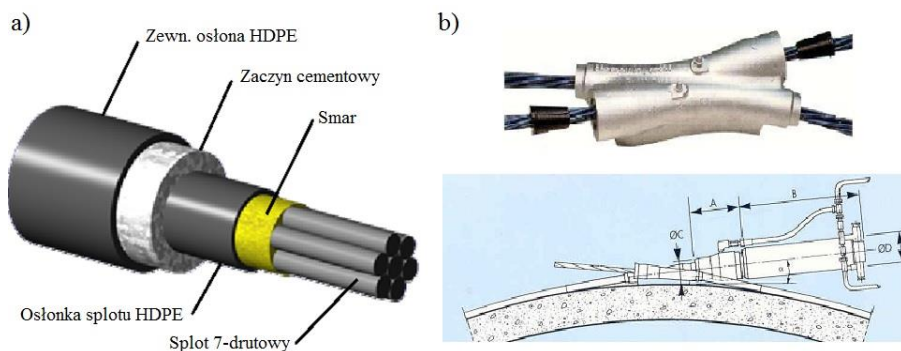 a)
Zewn. osłona HDPE
Zaczyn cementowy
Smar
Osłonka splotu HDPE
Splot 7-drutowy
b)
A
B
ØC
ØD